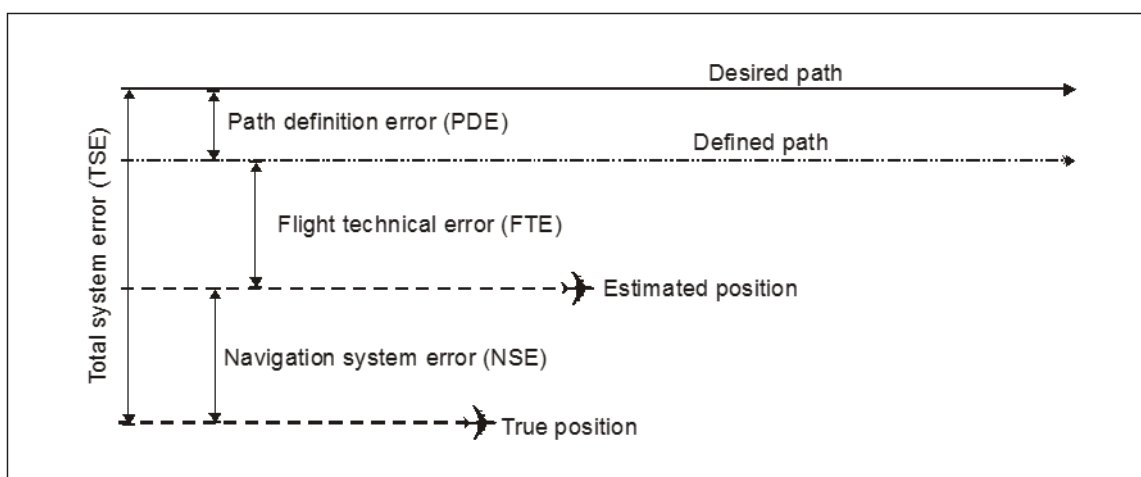 Desired path
Path definition error (PDE)
Defined path
Total system error (TSE)
Flight technical error (FTE)
Estimated position
Navigation system error (NSE)
True position